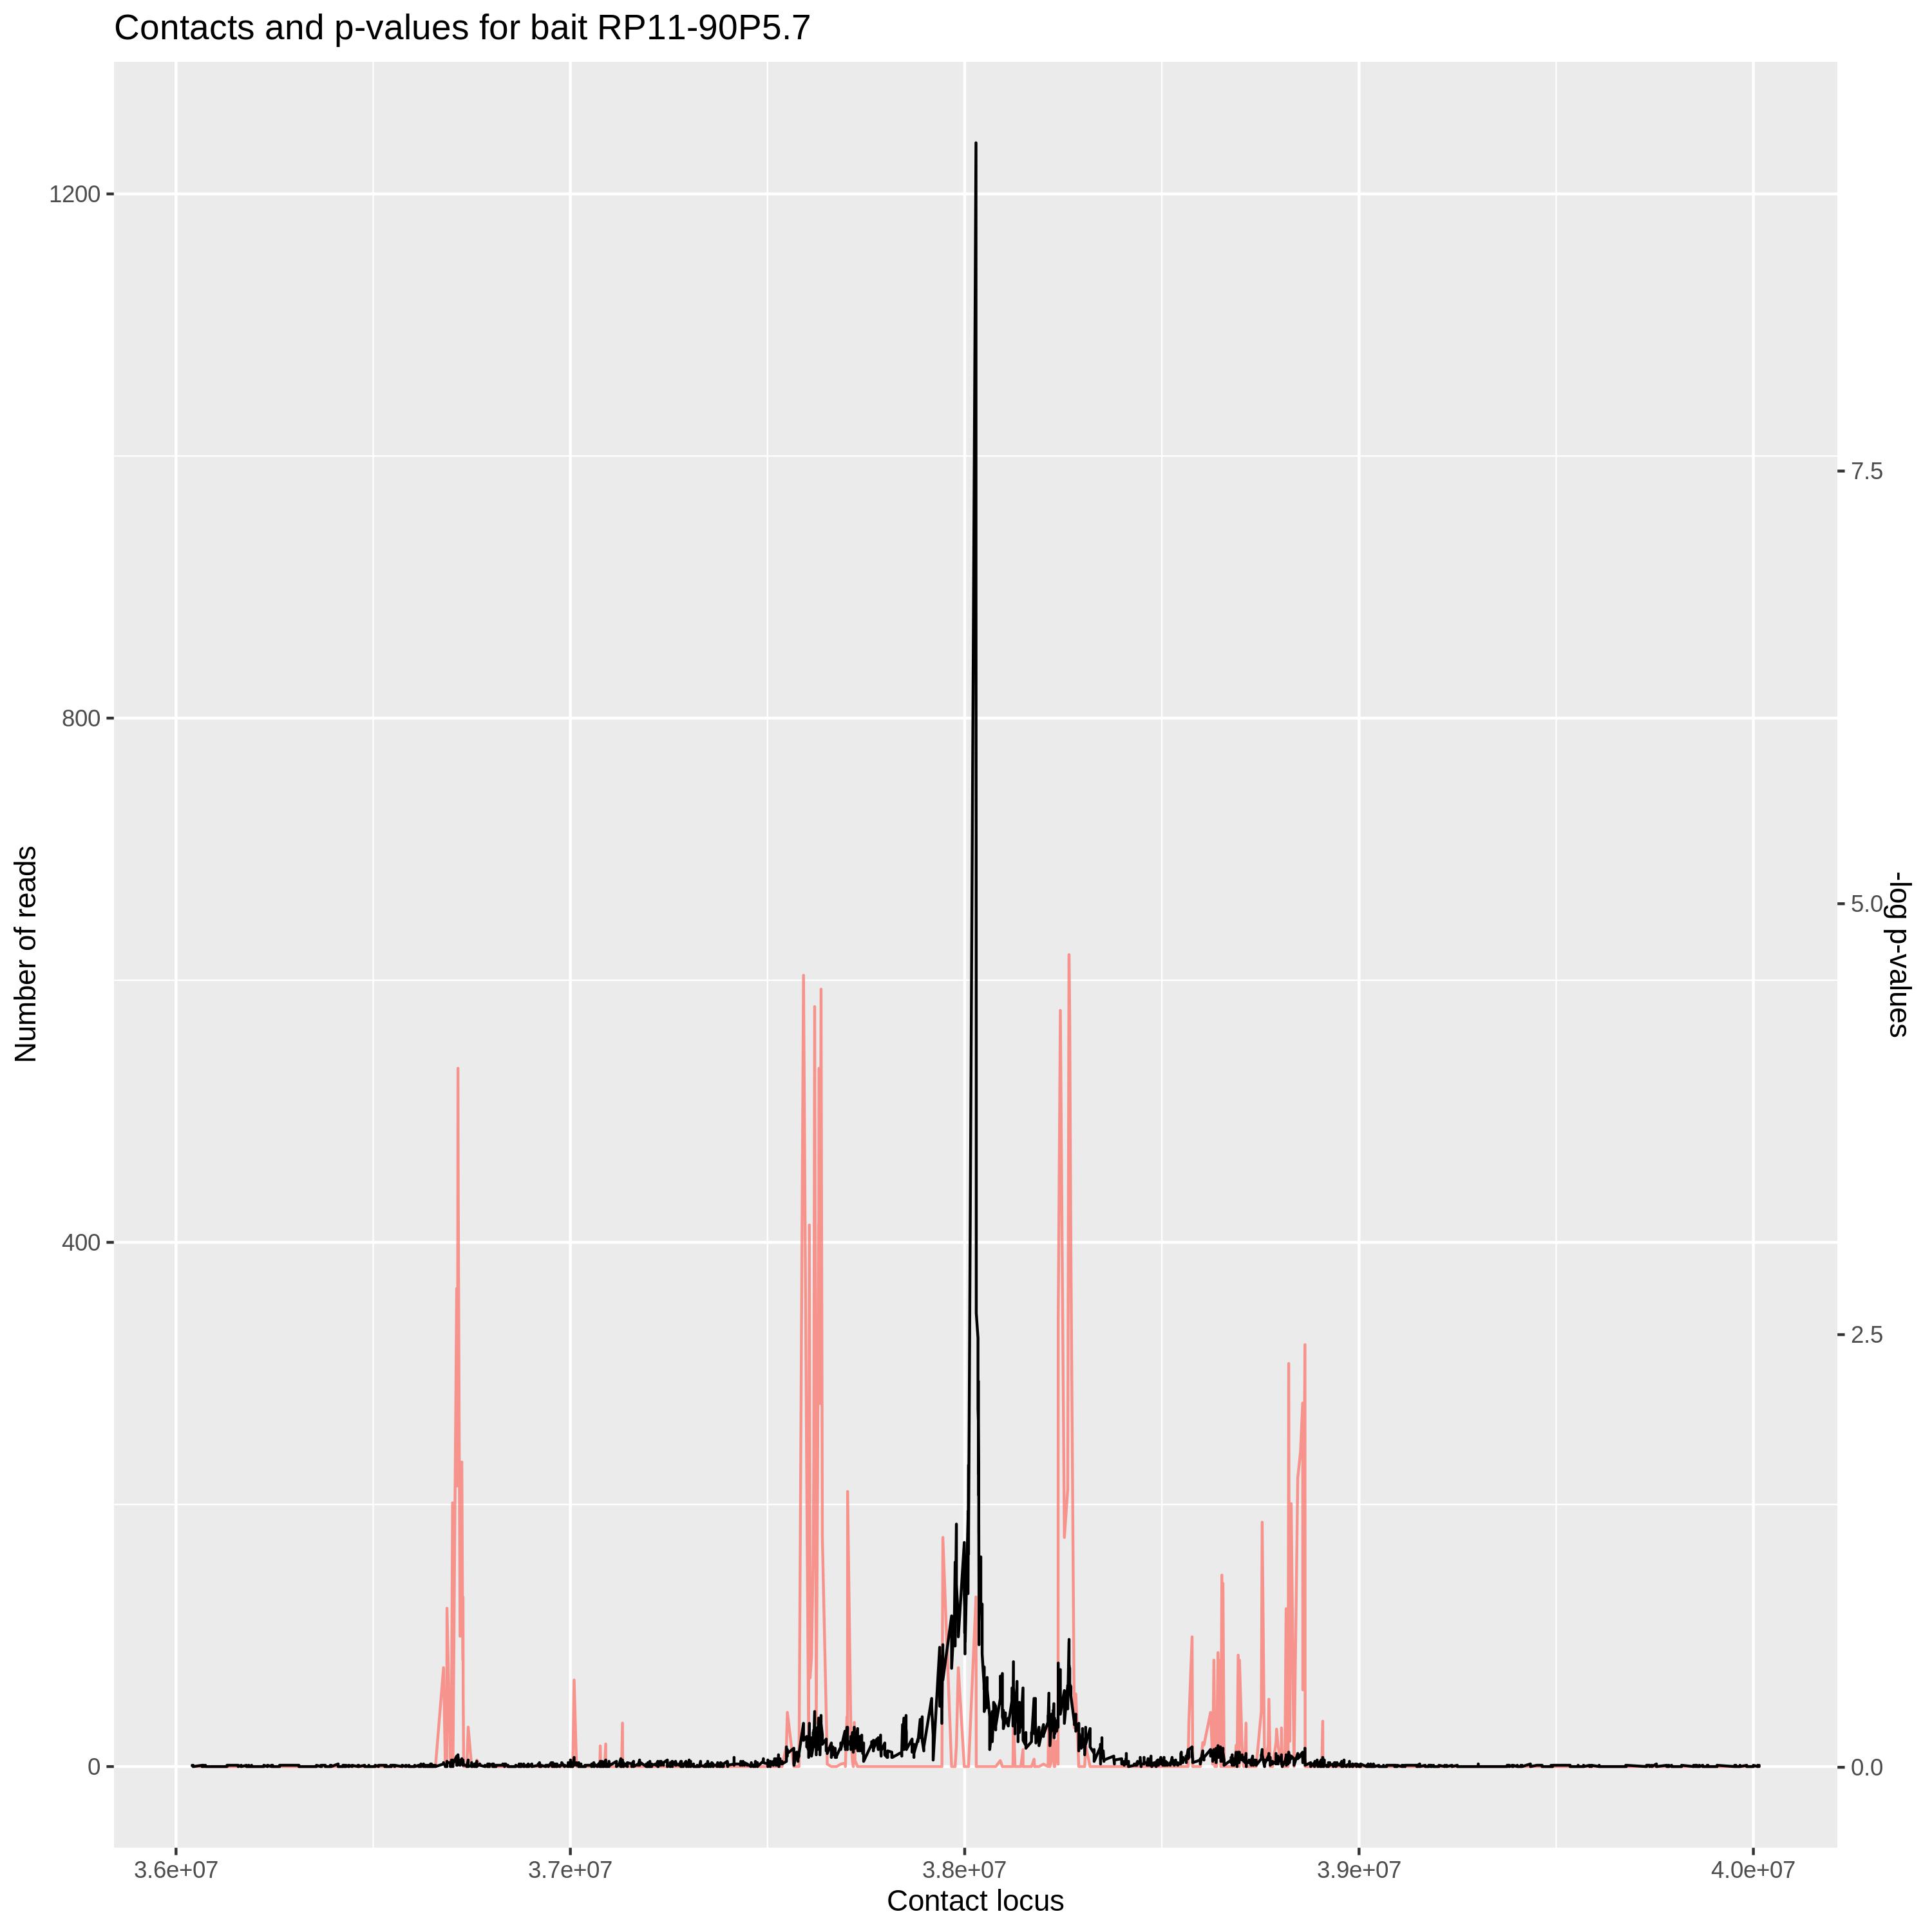 Contacts and p-values for bait RP11-90P5.7
Number of reads
1200
800
400
0
7.5
5.0
2.5
0.0
-log p-values
3.6e+07 3.7e+07 3.8e+07 3.9e+07 4.0e+07
Contact locus